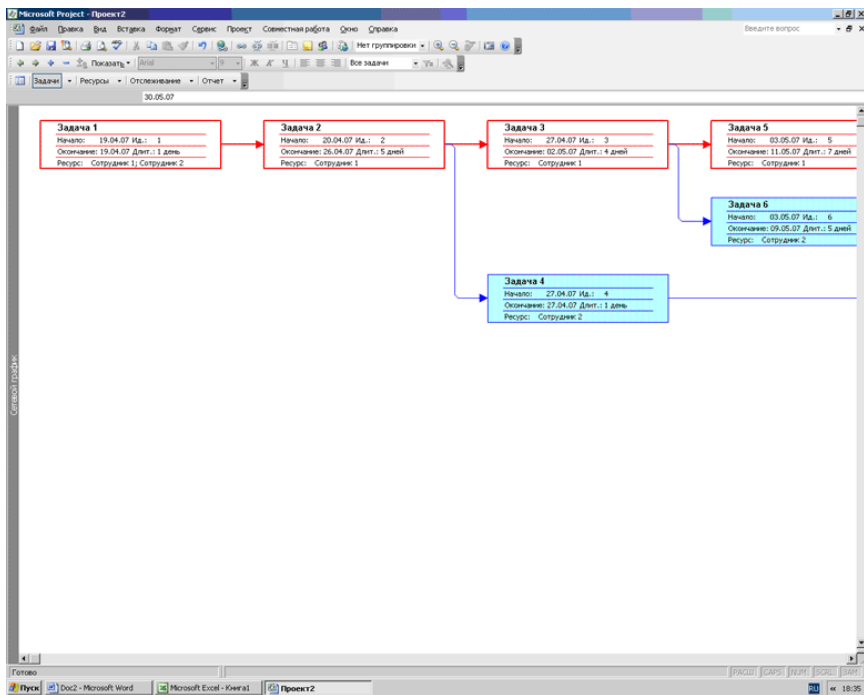 Microsoft Project - Проект2
Файл Правка Вид Вставка Формат Сервис Проект Совместная работа Окно Справка
Введите вопрос
Нет группировки
Показать Arial 9 Ж К Ч Все задачи
Задачи Ресурсы Отслеживание Отчет
30.05.07
Задача 1
Начало: 19.04.07 Ид.: 1
Окончание: 19.04.07 Длит.: 1 день
Ресурс: Сотрудник 1; Сотрудник 2
Задача 2
Начало: 20.04.07 Ид.: 2
Окончание: 26.04.07 Длит.: 5 дней
Ресурс: Сотрудник 1
Задача 3
Начало: 27.04.07 Ид.: 3
Окончание: 02.05.07 Длит.: 4 дней
Ресурс: Сотрудник 1
Задача 5
Начало: 03.05.07 Ид.: 5
Окончание: 11.05.07 Длит.: 7 дней
Ресурс: Сотрудник 1
Задача 6
Начало: 03.05.07 Ид.: 6
Окончание: 09.05.07 Длит.: 5 дней
Ресурс: Сотрудник 2
Задача 4
Начало: 27.04.07 Ид.: 4
Окончание: 27.04.07 Длит.: 1 день
Ресурс: Сотрудник 2
Сетевой график
Готово
РАСШ CAPS NUM SCRL ЗАМ
Пуск Doc2 - Microsoft Word Microsoft Excel - Книга1 Проект2 RU « 18:35